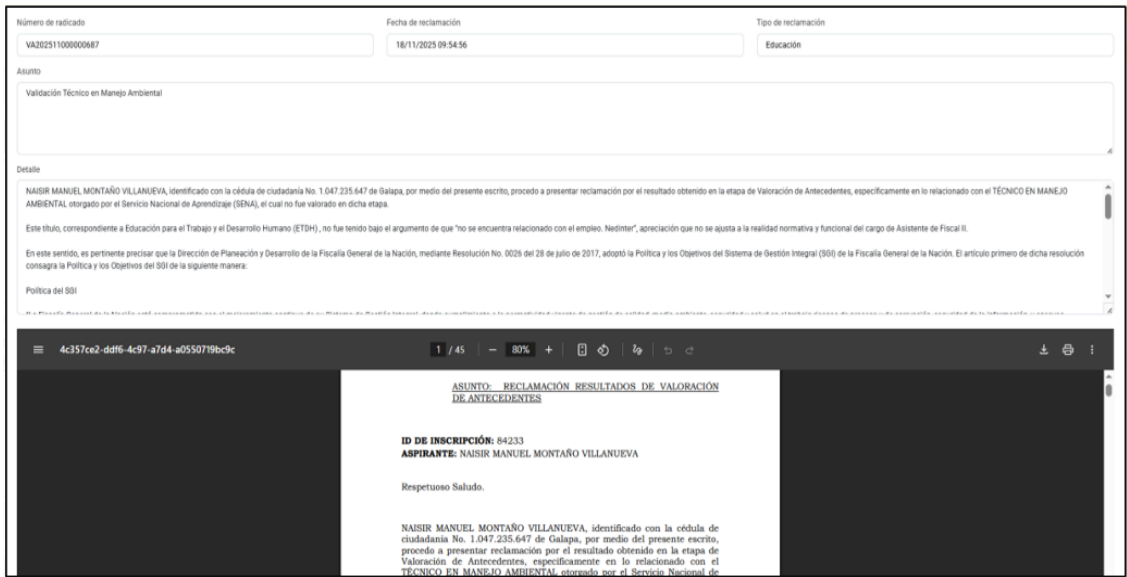 Número de radicado
Fecha de reclamación
Tipo de reclamación
VA202511000000687
18/11/2025 09:54:56
Educación
Asunto
Validación Técnico en Manejo Ambiental
Detalle
NAISIR MANUEL MONTAÑO VILLANUEVA, identificado con la cédula de ciudadanía No. 1.047.235.647 de Galapa, por medio del presente escrito, procedo a presentar reclamación por el resultado obtenido en la etapa de Valoración de Antecedentes, específicamente en lo relacionado con el TÉCNICO EN MANEJO
AMBIENTAL otorgado por el Servicio Nacional de Aprendizaje (SENA), el cual no fue valorado en dicha etapa.
Este título, correspondiente a Educación para el Trabajo y el Desarrollo Humano (ETDH) , no fue tenido bajo el argumento de que "no se encuentra relacionado con el empleo. Nedinter", apreciación que no se ajusta a la realidad normativa y funcional del cargo de Asistente de Fiscal II.
En este sentido, es pertinente precisar que la Dirección de Planeación y Desarrollo de la Fiscalía General de la Nación, mediante Resolución No. 0026 del 28 de julio de 2017, adoptó la Política y los Objetivos del Sistema de Gestión Integral (SGI) de la Fiscalía General de la Nación. El artículo primero de dicha resolución
consagra la Política y los Objetivos del SGI de la siguiente manera:
Política del SGI
4c357ce2-ddf6-4c97-a7d4-a0550719bc9c
1 / 45
80%
ASUNTO: RECLAMACIÓN RESULTADOS DE VALORACIÓN
DE ANTECEDENTES
ID DE INSCRIPCIÓN: 84233
ASPIRANTE: NAISIR MANUEL MONTAÑO VILLANUEVA
Respetuoso Saludo.
NAISIR MANUEL MONTAÑO VILLANUEVA, identificado con la cédula de
ciudadanía No. 1.047.235.647 de Galapa, por medio del presente escrito,
procedo a presentar reclamación por el resultado obtenido en la etapa de
Valoración de Antecedentes, específicamente en lo relacionado con el
TÉCNICO EN MANEJO AMBIENTAL otorgado por el Servicio Nacional de